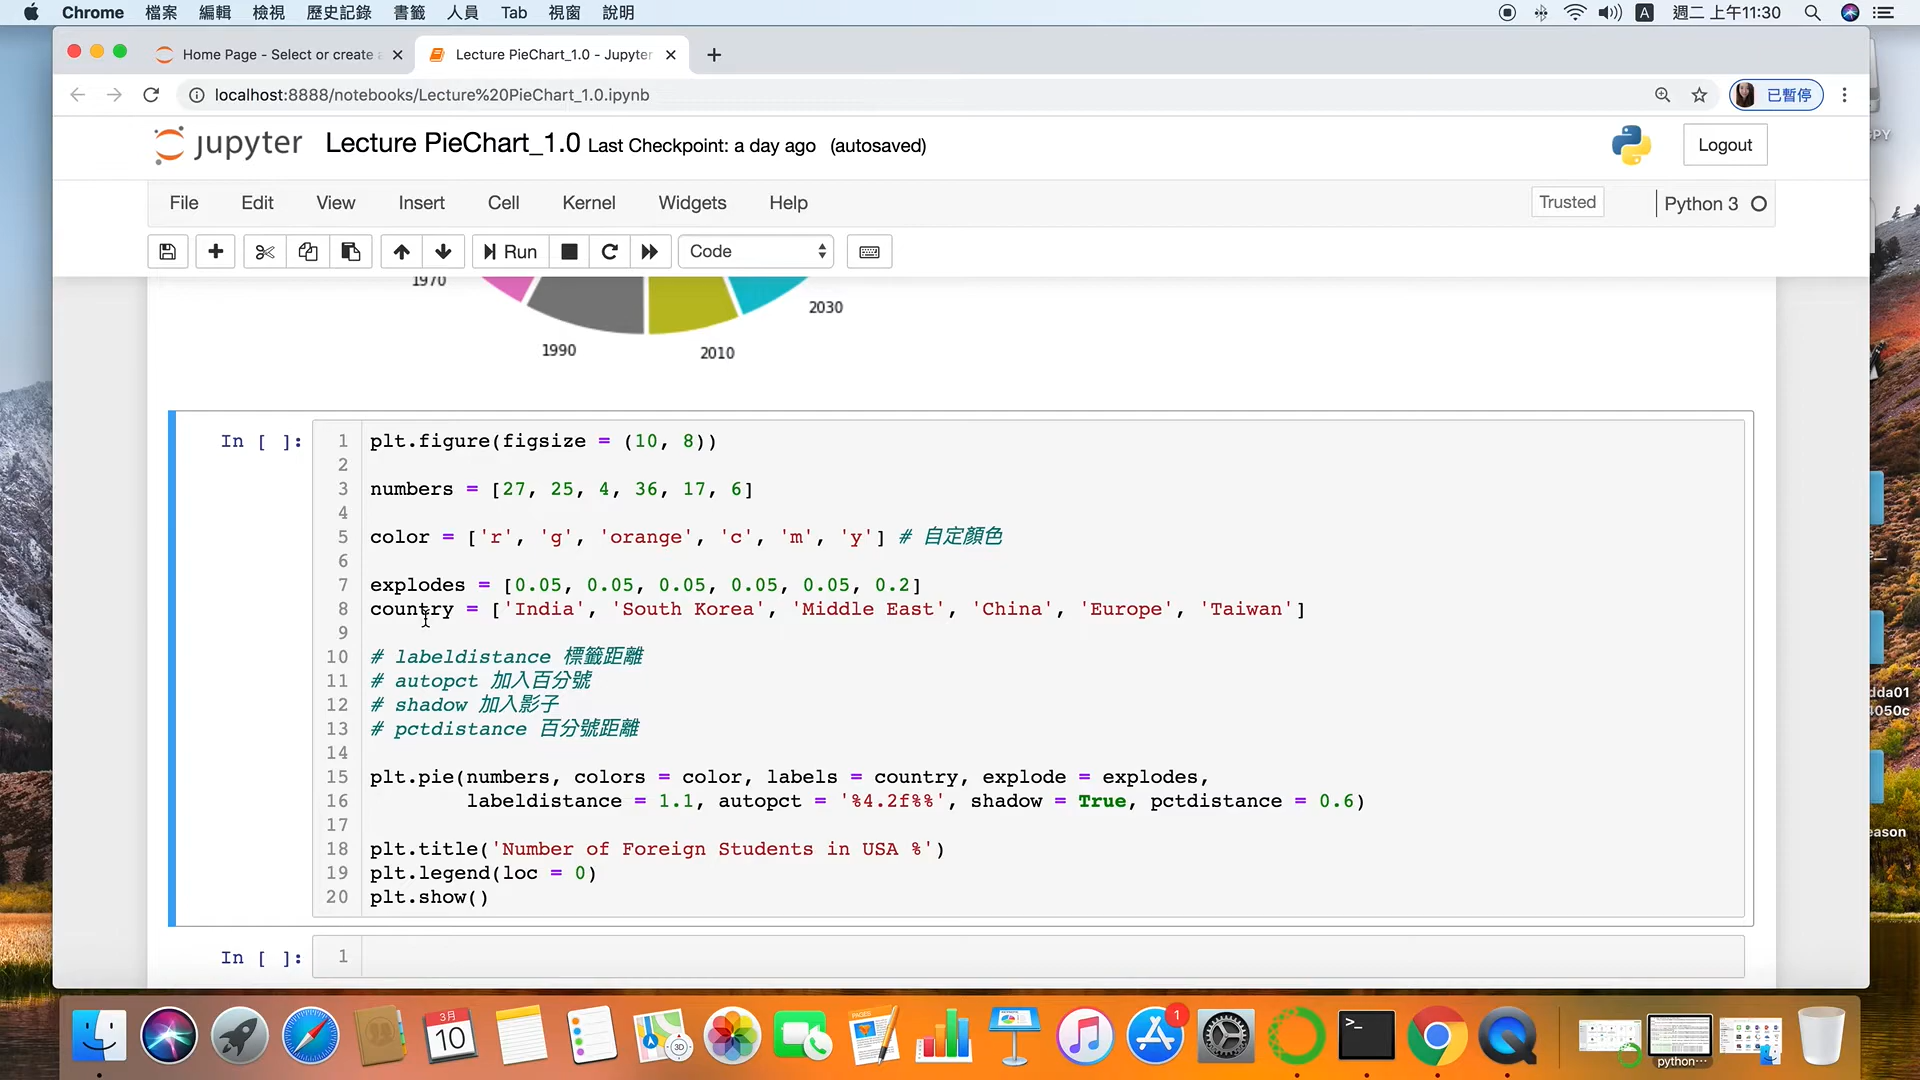 Chrome 檔案 編輯 檢視 歷史記錄 書籤 人員 Tab 視窗 說明 A 週二 上午11:30
Home Page - Select or create a
Lecture PieChart_1.0 - Jupyter
localhost:8888/notebooks/Lecture%20PieChart_1.0.ipynb
已暫停
jupyter Lecture PieChart_1.0 Last Checkpoint: a day ago (autosaved)
Logout
File Edit View Insert Cell Kernel Widgets Help Trusted Python 3
Run Code
1970
2030
1990
2010
In [ ]:
1 plt.figure(figsize = (10, 8))
2
3 numbers = [27, 25, 4, 36, 17, 6]
4
5 color = ['r', 'g', 'orange', 'c', 'm', 'y'] # 自定顏色
6
7 explodes = [0.05, 0.05, 0.05, 0.05, 0.05, 0.2]
8 country = ['India', 'South Korea', 'Middle East', 'China', 'Europe', 'Taiwan']
9
10 # labeldistance 標籤距離
11 # autopct 加入百分號
12 # shadow 加入影子
13 # pctdistance 百分號距離
14
15 plt.pie(numbers, colors = color, labels = country, explode = explodes,
16 labeldistance = 1.1, autopct = '%4.2f%%', shadow = True, pctdistance = 0.6)
17
18 plt.title('Number of Foreign Students in USA %')
19 plt.legend(loc = 0)
20 plt.show()
In [ ]:
1
dda01
4050c
eason
3月
10
PAGES
3D
1
>_
python…